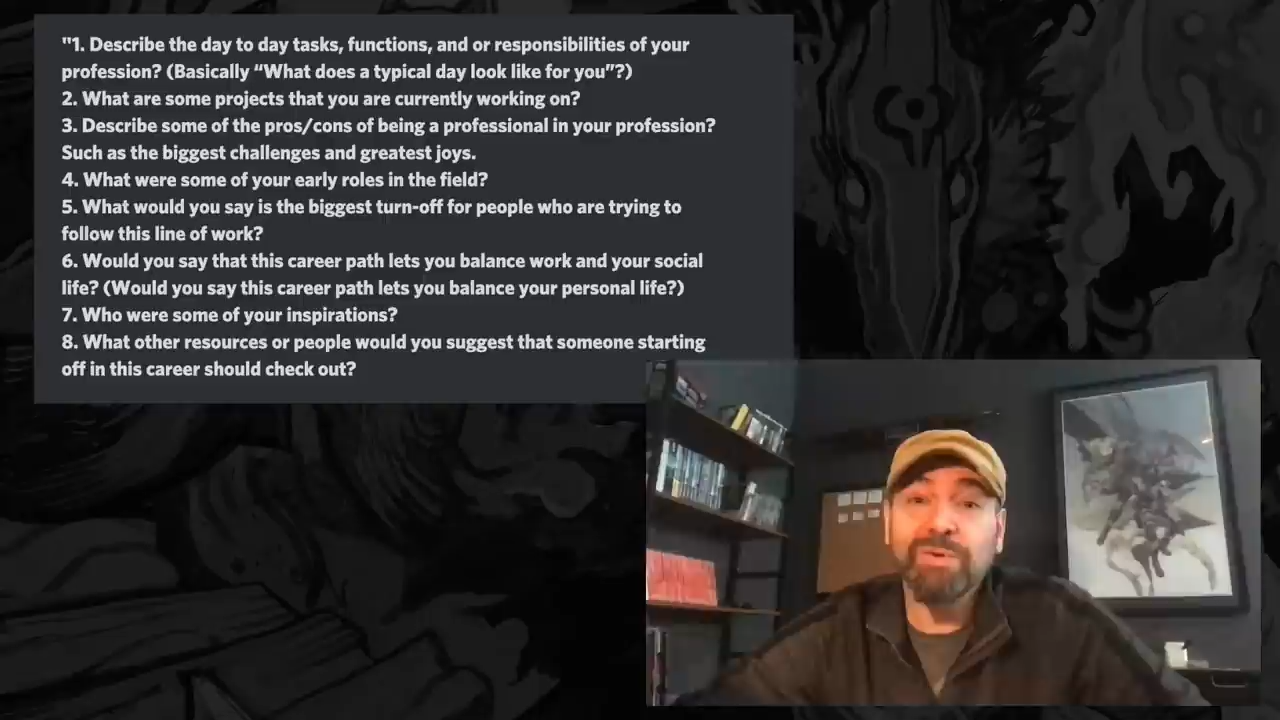 "1. Describe the day to day tasks, functions, and or responsibilities of your
profession? (Basically “What does a typical day look like for you”?)
2. What are some projects that you are currently working on?
3. Describe some of the pros/cons of being a professional in your profession?
Such as the biggest challenges and greatest joys.
4. What were some of your early roles in the field?
5. What would you say is the biggest turn-off for people who are trying to
follow this line of work?
6. Would you say that this career path lets you balance work and your social
life? (Would you say this career path lets you balance your personal life?)
7. Who were some of your inspirations?
8. What other resources or people would you suggest that someone starting
off in this career should check out?